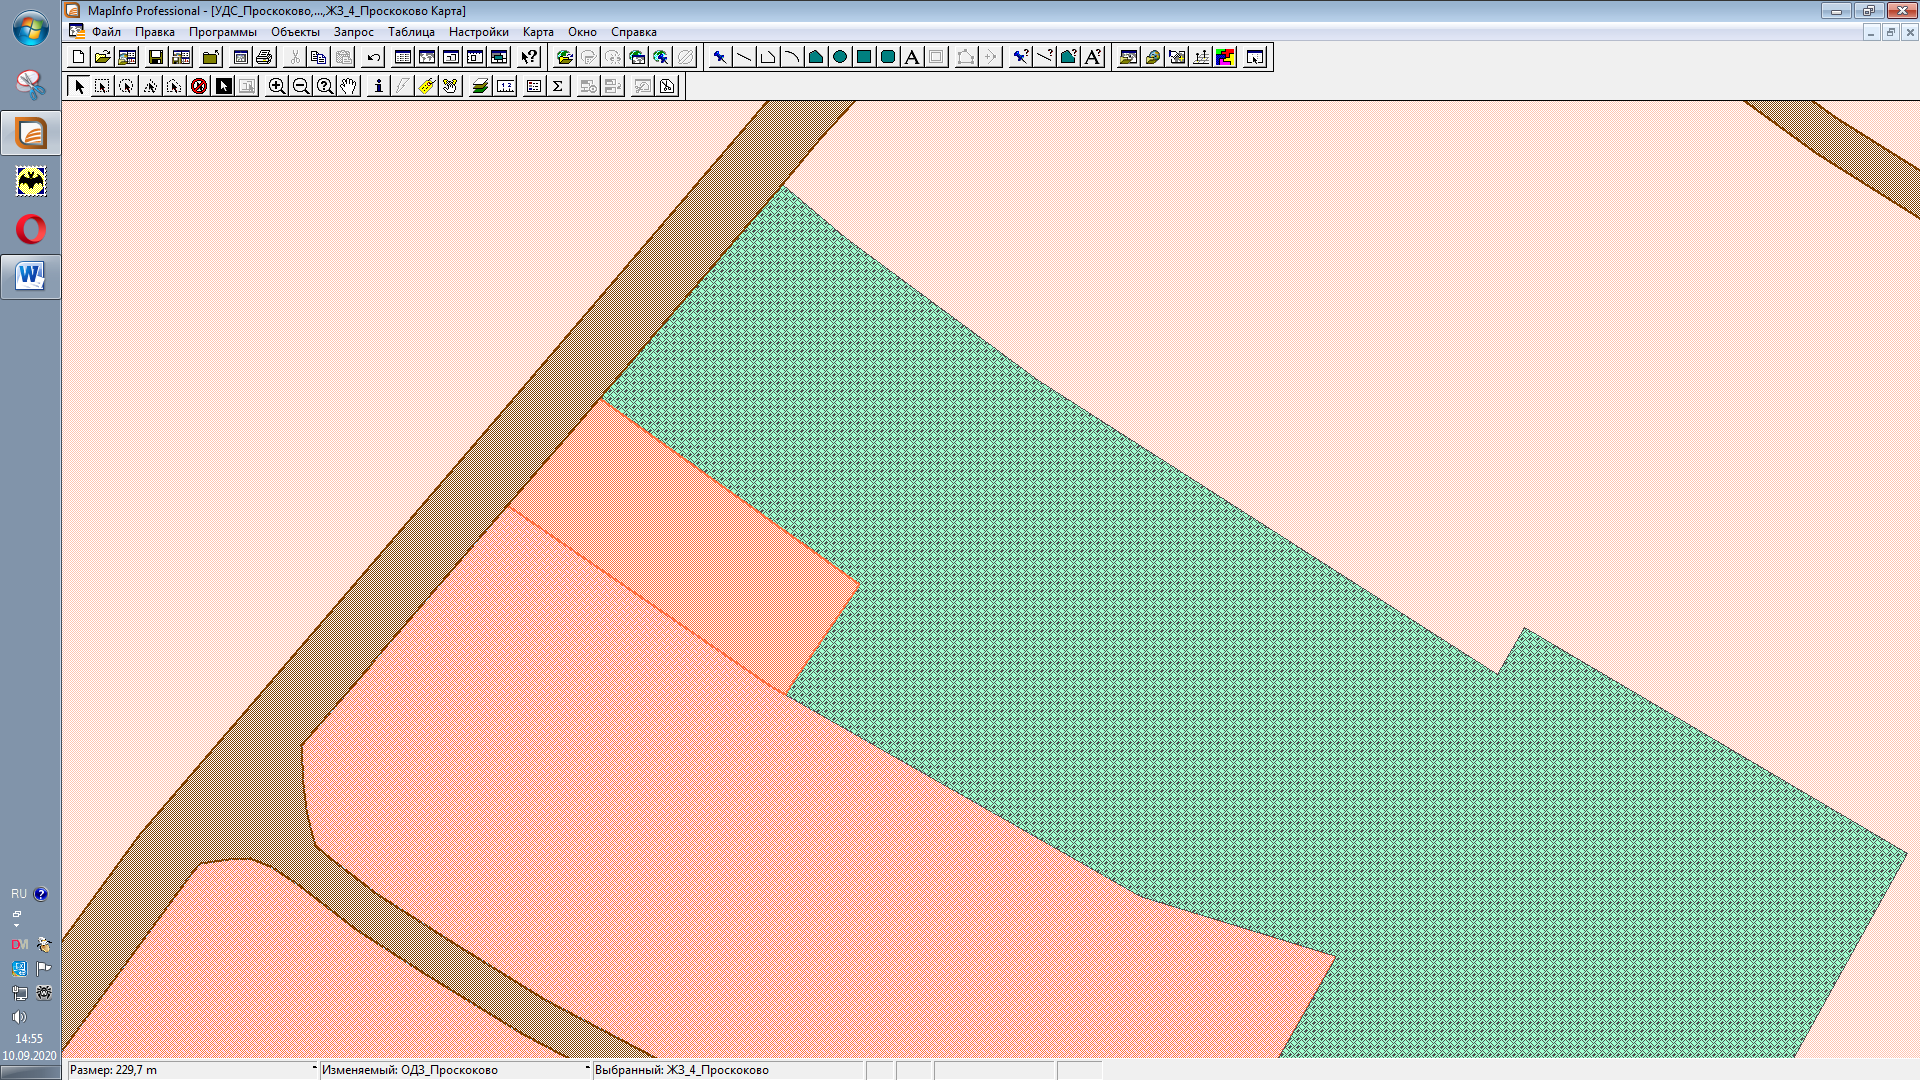 MapInfo Professional - [УДС_Проскоково,...,ЖЗ_4_Проскоково Карта]
Файл Правка Программы Объекты Запрос Таблица Настройки Карта Окно Справка
RU
14:55
10.09.2020
Размер: 229,7 m Изменяемый: ОДЗ_Проскоково Выбранный: ЖЗ_4_Проскоково